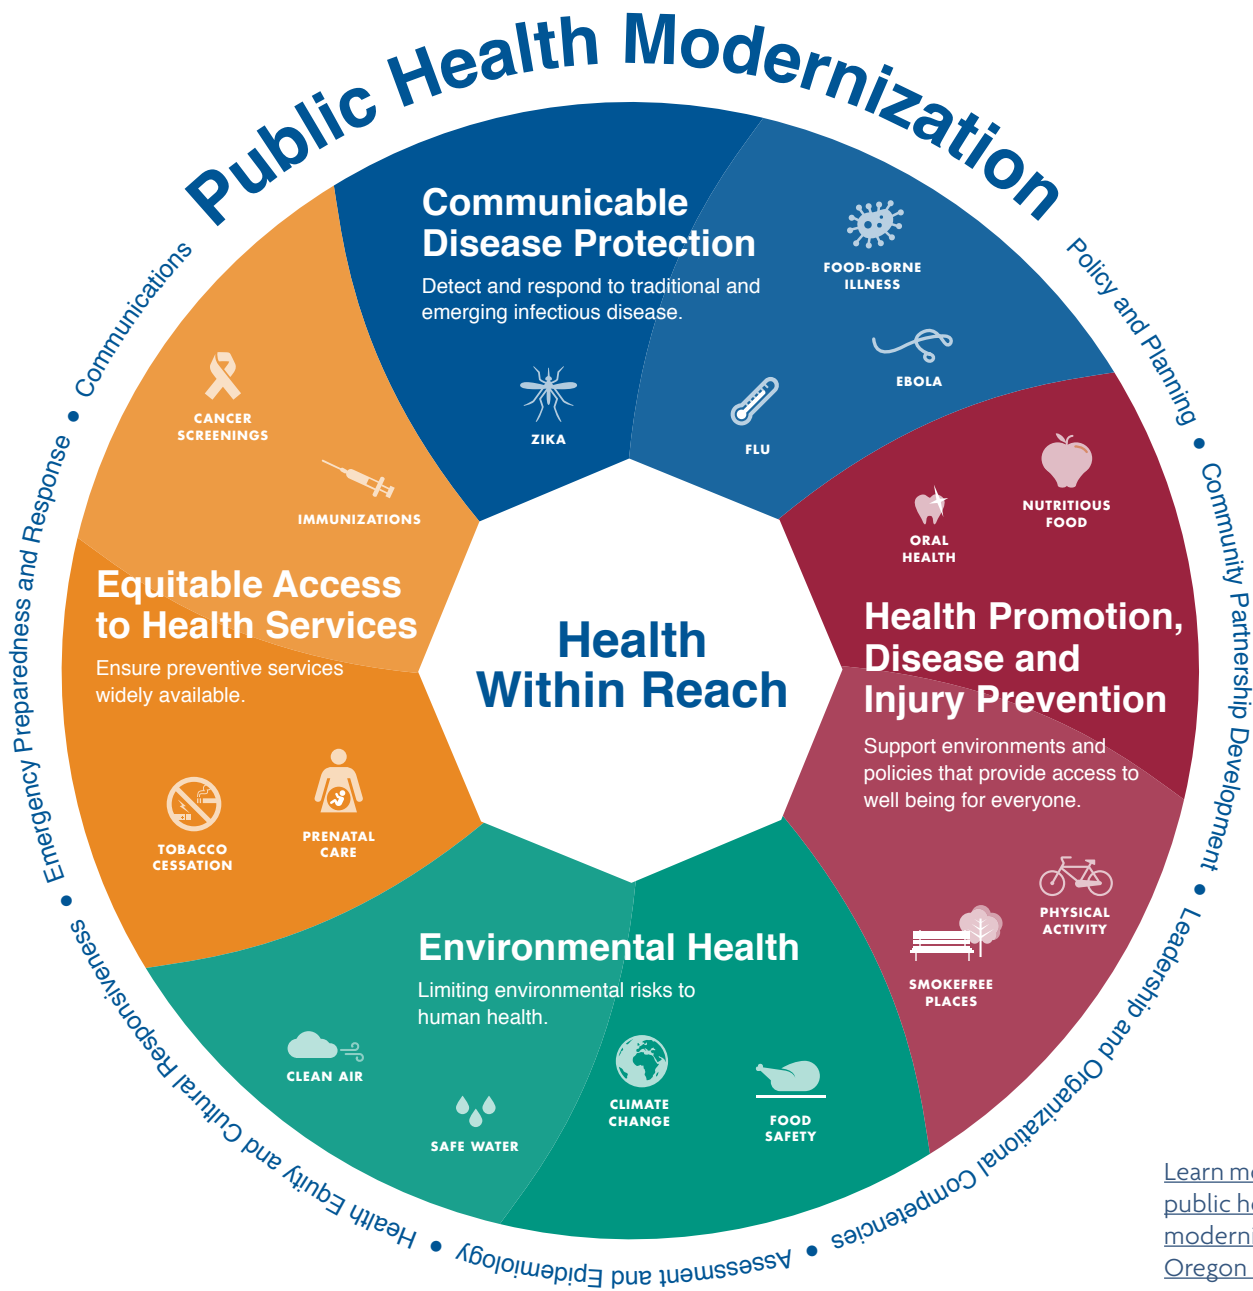 Public Health Modernization
Communicable
Disease Protection
Detect and respond to traditional and
emerging infectious disease.
ZIKA
FLU
FOOD-BORNE
ILLNESS
EBOLA
Health Promotion,
Disease and
Injury Prevention
Support environments and
policies that provide access to
well being for everyone.
ORAL
HEALTH
NUTRITIOUS
FOOD
PHYSICAL
ACTIVITY
SMOKEFREE
PLACES
Environmental Health
Limiting environmental risks to
human health.
CLEAN AIR
SAFE WATER
CLIMATE
CHANGE
FOOD
SAFETY
Equitable Access
to Health Services
Ensure preventive services
widely available.
CANCER
SCREENINGS
IMMUNIZATIONS
TOBACCO
CESSATION
PRENATAL
CARE
Health
Within Reach
Policy and Planning • Community Partnership Development • Leadership and Organizational Competencies • Assessment and Epidemiology • Health Equity and Cultural Responsiveness • Emergency Preparedness and Response • Communications
Learn
public
Oregon